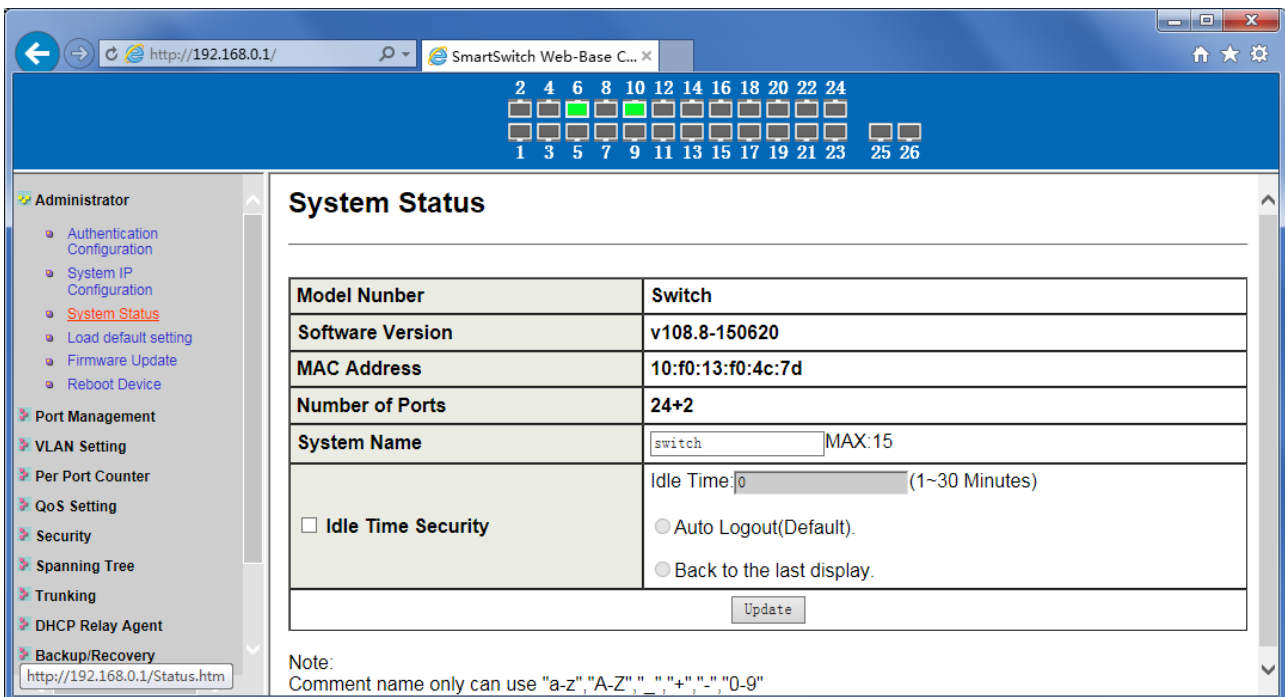 http://192.168.0.1/
SmartSwitch Web-Base C...
2 4 6 8 10 12 14 16 18 20 22 24
1 3 5 7 9 11 13 15 17 19 21 23 25 26
Administrator
Authentication
Configuration
System IP
Configuration
System Status
Load default setting
Firmware Update
Reboot Device
Port Management
VLAN Setting
Per Port Counter
QoS Setting
Security
Spanning Tree
Trunking
DHCP Relay Agent
Backup/Recovery
http://192.168.0.1/Status.htm
System Status
Model Nunber Switch
Software Version v108.8-150620
MAC Address 10:f0:13:f0:4c:7d
Number of Ports 24+2
System Name switch MAX:15
Idle Time: 0 (1~30 Minutes)
Idle Time Security Auto Logout(Default).
Back to the last display.
Update
Note:
Comment name only can use "a-z","A-Z","_","+","-","0-9"